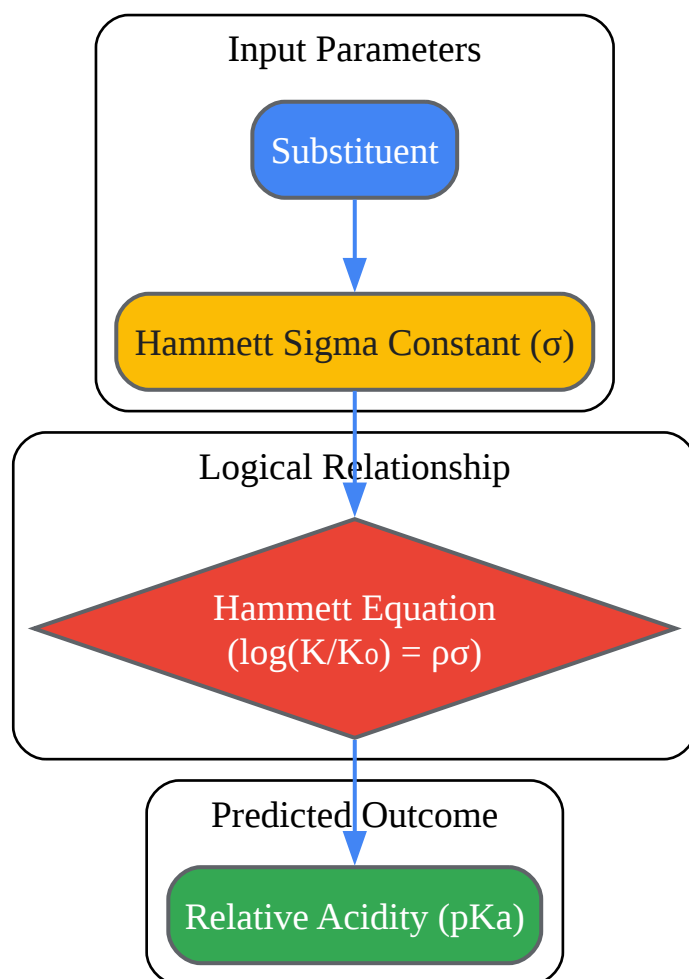 Input Parameters
Substituent
Hammett Sigma Constant (σ)
Logical Relationship
Hammett Equation
(log(K/K₀) = ρσ)
Predicted Outcome
Relative Acidity (pKa)